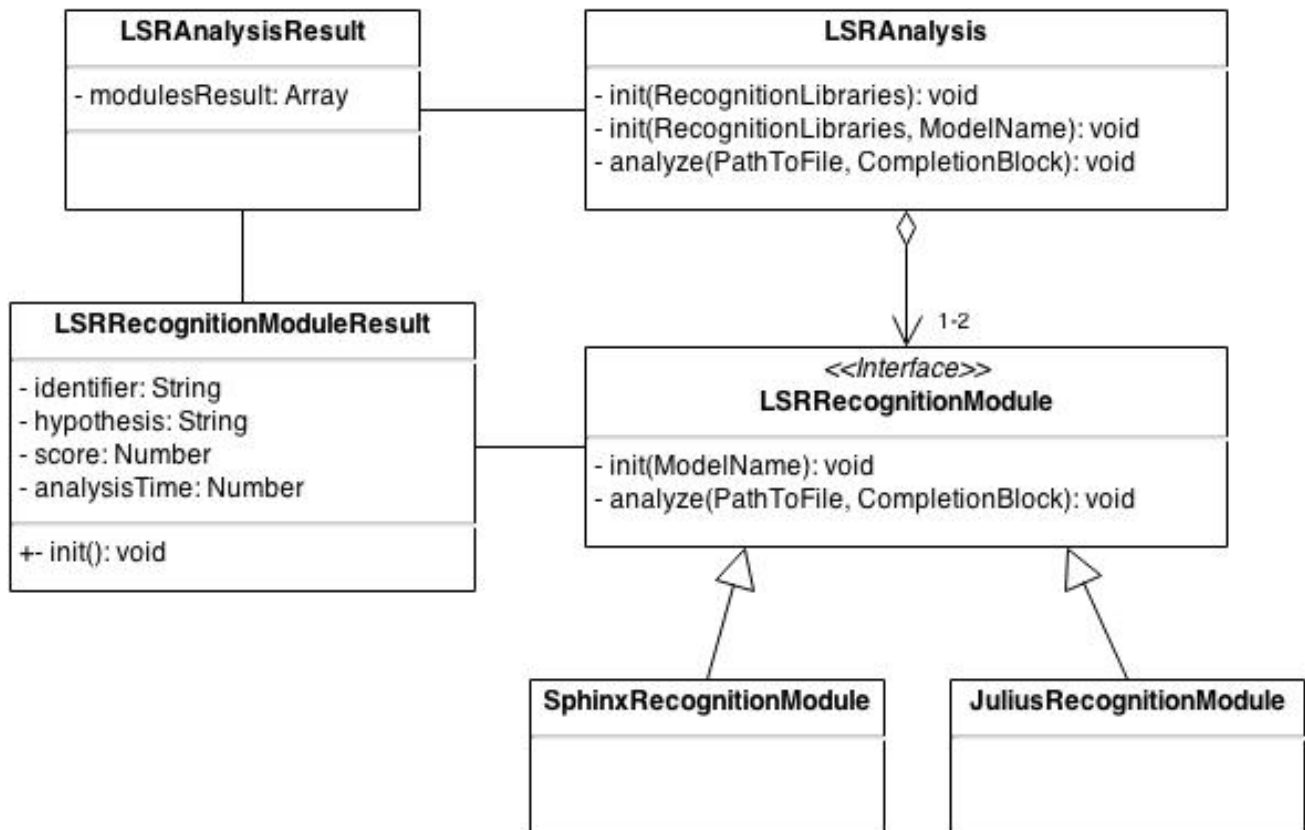 LSRAnalysisResult
- modulesResult: Array
LSRAnalysis
- init(RecognitionLibraries): void
- init(RecognitionLibraries, ModelName): void
- analyze(PathToFile, CompletionBlock): void
1-2
LSRRecognitionModuleResult
- identifier: String
- hypothesis: String
- score: Number
- analysisTime: Number
+- init(): void
<<Interface>>
LSRRecognitionModule
- init(ModelName): void
- analyze(PathToFile, CompletionBlock): void
SphinxRecognitionModule
JuliusRecognitionModule